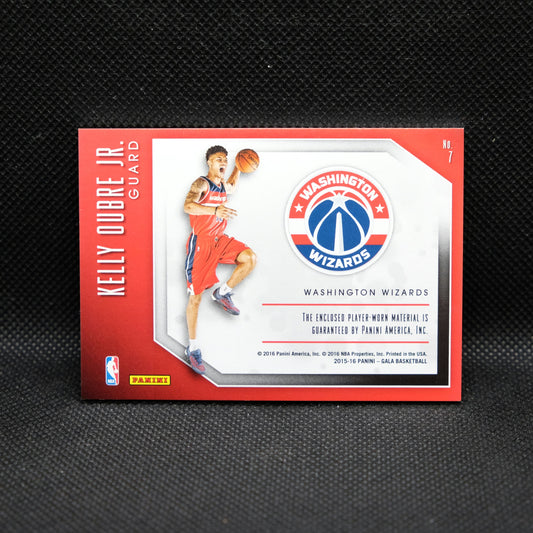 KELLY OUBRE JR.
GUARD
No. 7
WASHINGTON
WIZARDS
WASHINGTON WIZARDS
THE ENCLOSED PLAYER-WORN MATERIAL IS
GUARANTEED BY PANINI AMERICA, INC.
© 2016 Panini America, Inc. © 2016 NBA Properties, Inc. Printed in the USA.
2015-16 PANINI – GALA BASKETBALL
PANINI